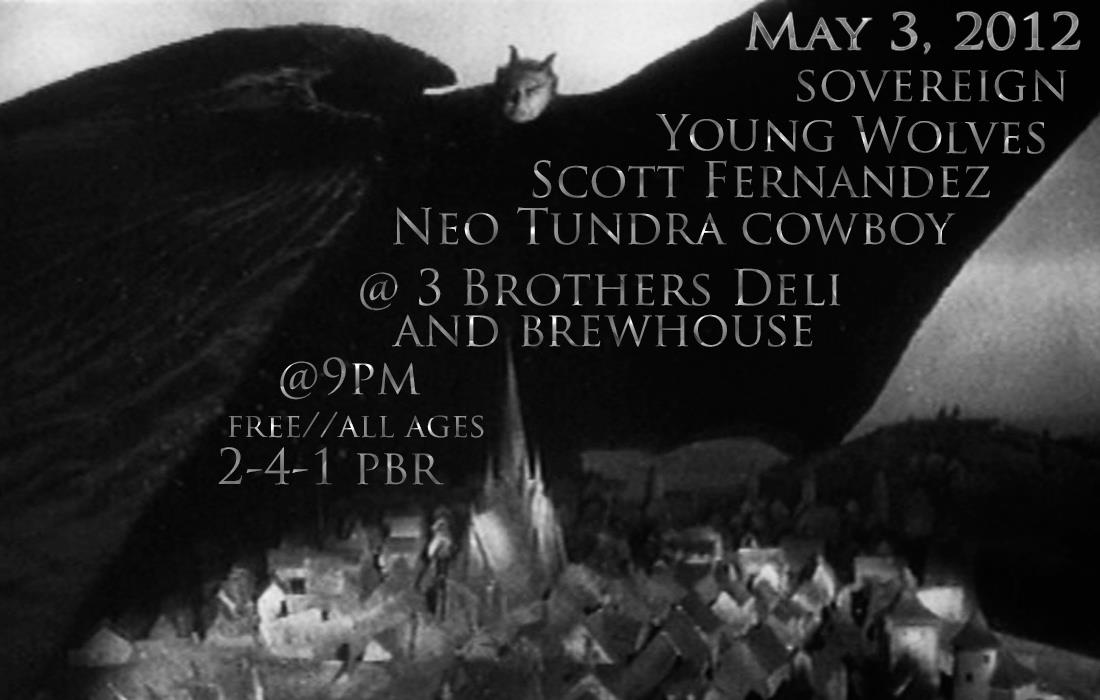 May 3, 2012
sovereign
Young Wolves
Scott Fernandez
Neo Tundra cowboy
@ 3 Brothers Deli
and brewhouse
@9pm
free//all ages
2-4-1 pbr